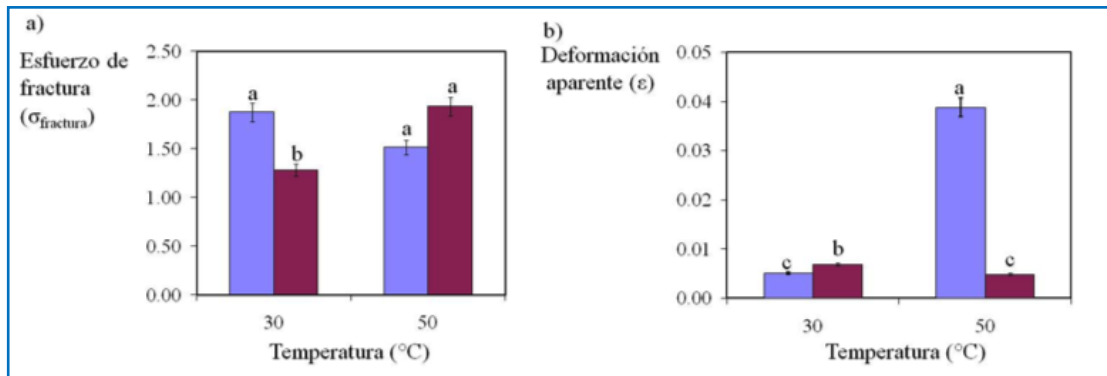 a)
Esfuerzo de
fractura
(σfractura)
2.50
2.00
1.50
1.00
0.50
0.00
a
b
a
a
30
50
Temperatura (°C)
b)
Deformación
aparente (ε)
0.05
0.04
0.03
0.02
0.01
0.00
c
b
a
c
30
50
Temperatura (°C)